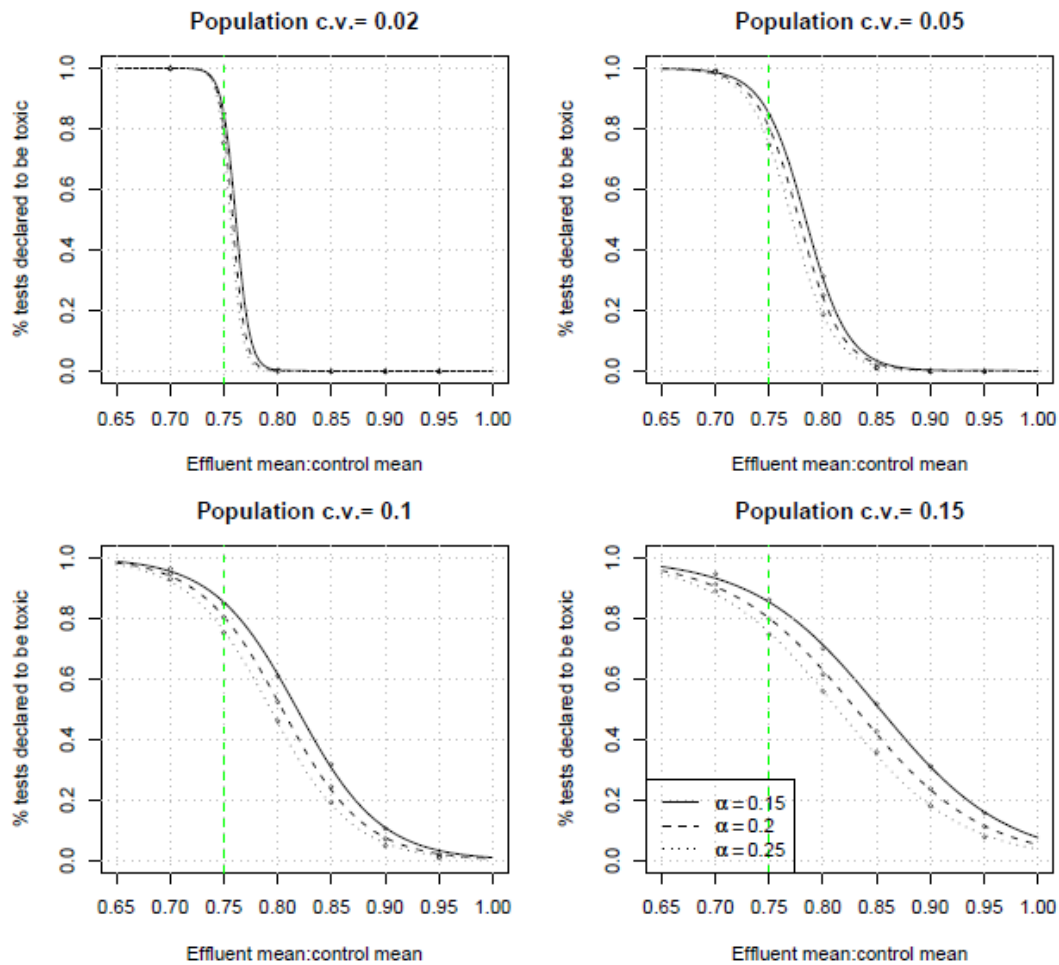 Population c.v.= 0.02
% tests declared to be toxic
1.0
0.8
0.6
0.4
0.2
0.0
0.65 0.70 0.75 0.80 0.85 0.90 0.95 1.00
Effluent mean:control mean
Population c.v.= 0.05
% tests declared to be toxic
1.0
0.8
0.6
0.4
0.2
0.0
0.65 0.70 0.75 0.80 0.85 0.90 0.95 1.00
Effluent mean:control mean
Population c.v.= 0.1
% tests declared to be toxic
1.0
0.8
0.6
0.4
0.2
0.0
0.65 0.70 0.75 0.80 0.85 0.90 0.95 1.00
Effluent mean:control mean
Population c.v.= 0.15
% tests declared to be toxic
1.0
0.8
0.6
0.4
0.2
0.0
α = 0.15
α = 0.2
α = 0.25
0.65 0.70 0.75 0.80 0.85 0.90 0.95 1.00
Effluent mean:control mean